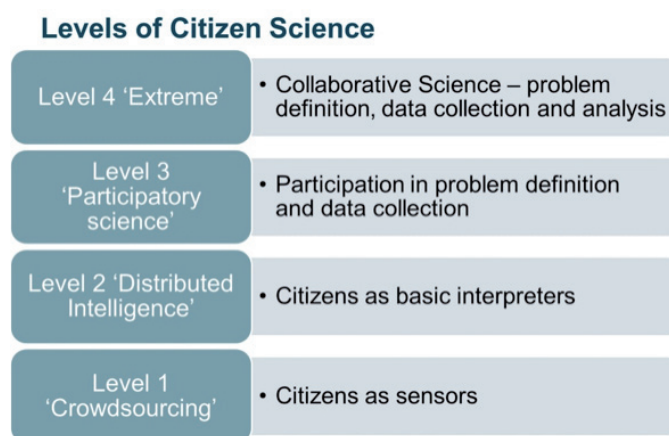 Levels of Citizen Science
Level 4 ‘Extreme’
• Collaborative Science – problem
definition, data collection and analysis
Level 3
‘Participatory
science’
• Participation in problem definition
and data collection
Level 2 ‘Distributed
Intelligence’
• Citizens as basic interpreters
Level 1
‘Crowdsourcing’
• Citizens as sensors